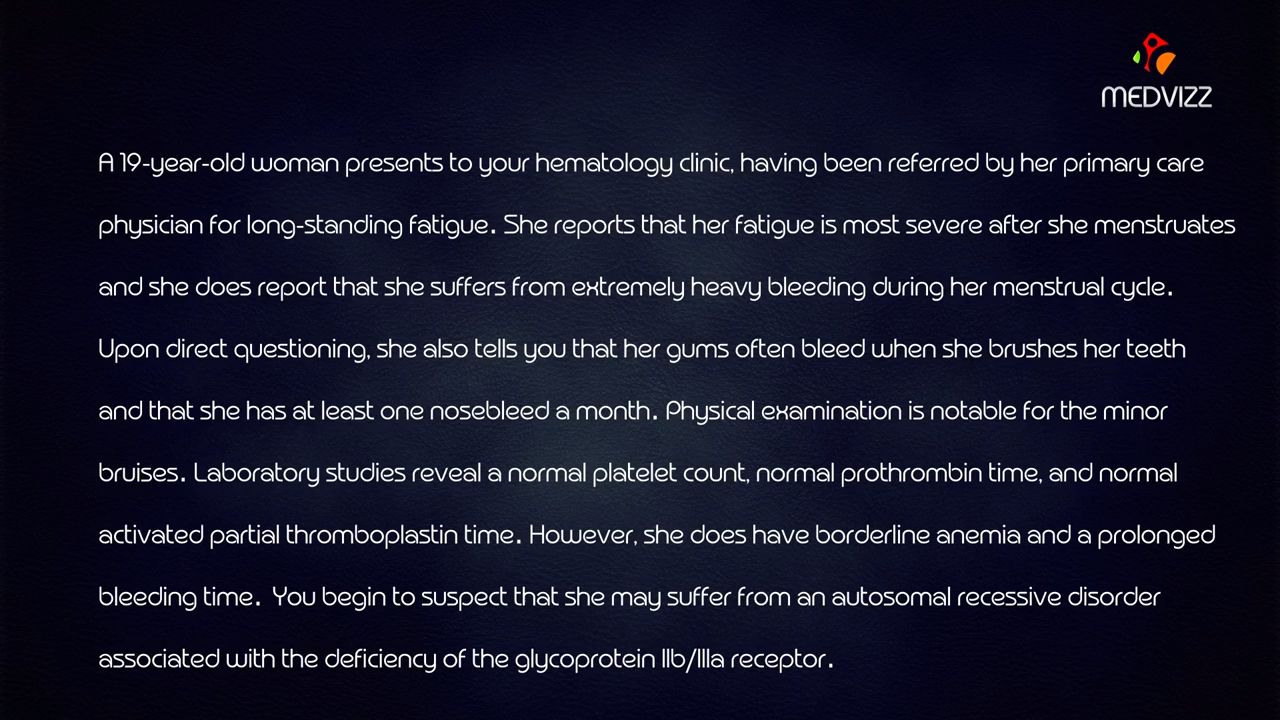 MEDVIZZ
A 19-year-old woman presents to your hematology clinic, having been referred by her primary care
physician for long-standing fatigue. She reports that her fatigue is most severe after she menstruates
and she does report that she suffers from extremely heavy bleeding during her menstrual cycle.
Upon direct questioning, she also tells you that her gums often bleed when she brushes her teeth
and that she has at least one nosebleed a month. Physical examination is notable for the minor
bruises. Laboratory studies reveal a normal platelet count, normal prothrombin time, and normal
activated partial thromboplastin time. However, she does have borderline anemia and a prolonged
bleeding time. You begin to suspect that she may suffer from an autosomal recessive disorder
associated with the deficiency of the glycoprotein IIb/IIIa receptor.